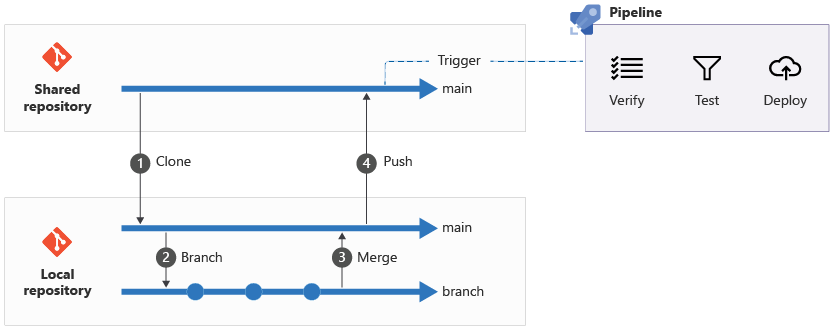 Pipeline
Trigger
Shared
repository
main
Verify
Test
Deploy
1 Clone
4 Push
main
2 Branch
3 Merge
Local
repository
branch